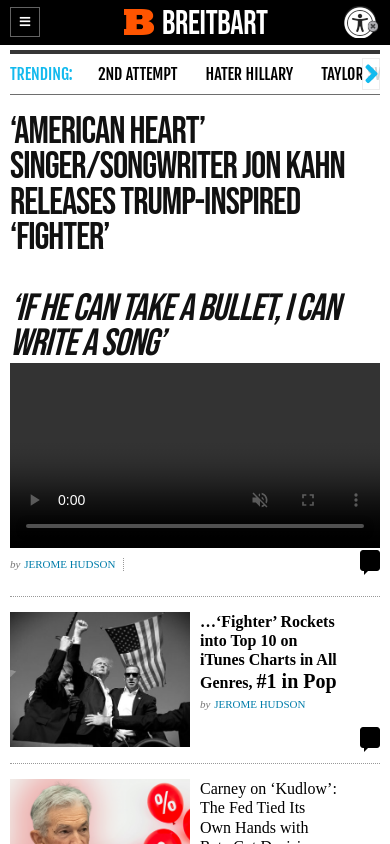 BREITBART
TRENDING:
2ND ATTEMPT
HATER HILLARY
TAYLOR
‘AMERICAN HEART’
SINGER/SONGWRITER JON KAHN
RELEASES TRUMP-INSPIRED
‘FIGHTER’
‘IF HE CAN TAKE A BULLET, I CAN
WRITE A SONG’
0:00
by JEROME HUDSON
…‘Fighter’ Rockets
into Top 10 on
iTunes Charts in All
Genres, #1 in Pop
by JEROME HUDSON
Carney on ‘Kudlow’:
The Fed Tied Its
Own Hands with